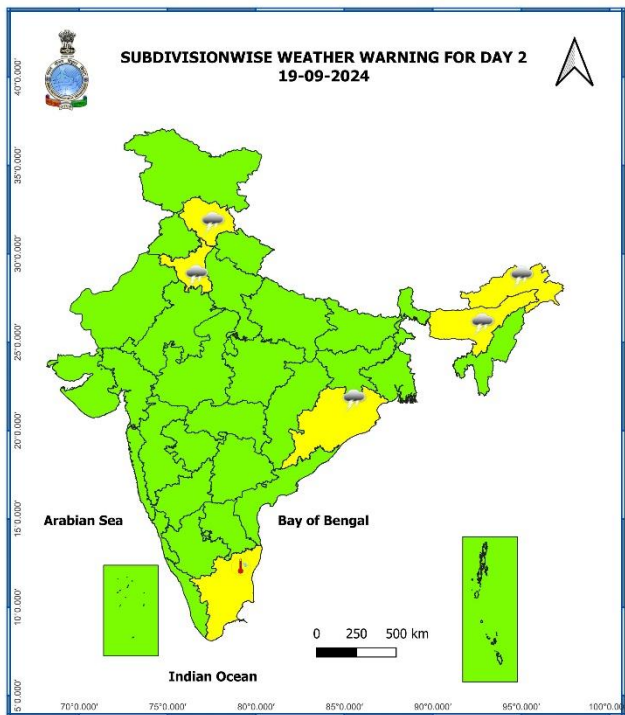 SUBDIVISIONWISE WEATHER WARNING FOR DAY 2
19-09-2024
40°0.000'
35°0.000'
30°0.000'
25°0.000'
20°0.000'
15°0.000'
10°0.000'
5°0.000'
Arabian Sea
Bay of Bengal
0 250 500 km
Indian Ocean
70°0.000' 75°0.000' 80°0.000' 85°0.000' 90°0.000' 95°0.000' 100°0.000'